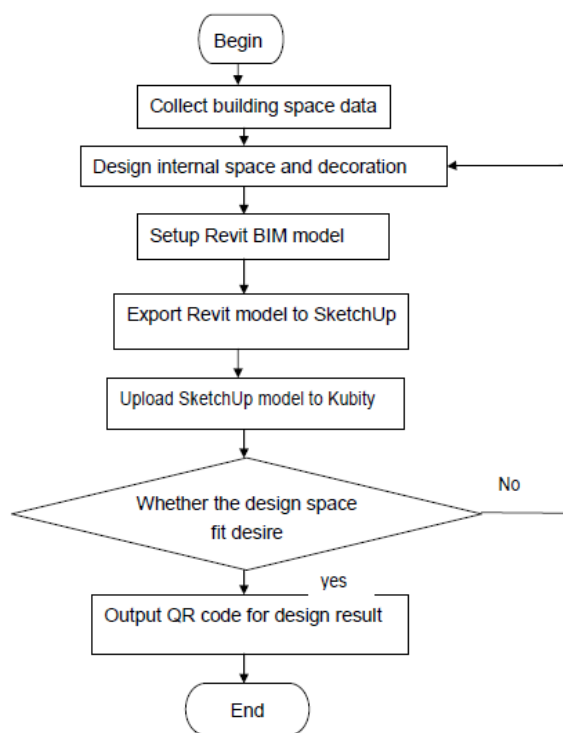 Begin
Collect building space data
Design internal space and decoration
Setup Revit BIM model
Export Revit model to SketchUp
Upload SketchUp model to Kubity
Whether the design space
fit desire
No
yes
Output QR code for design result
End